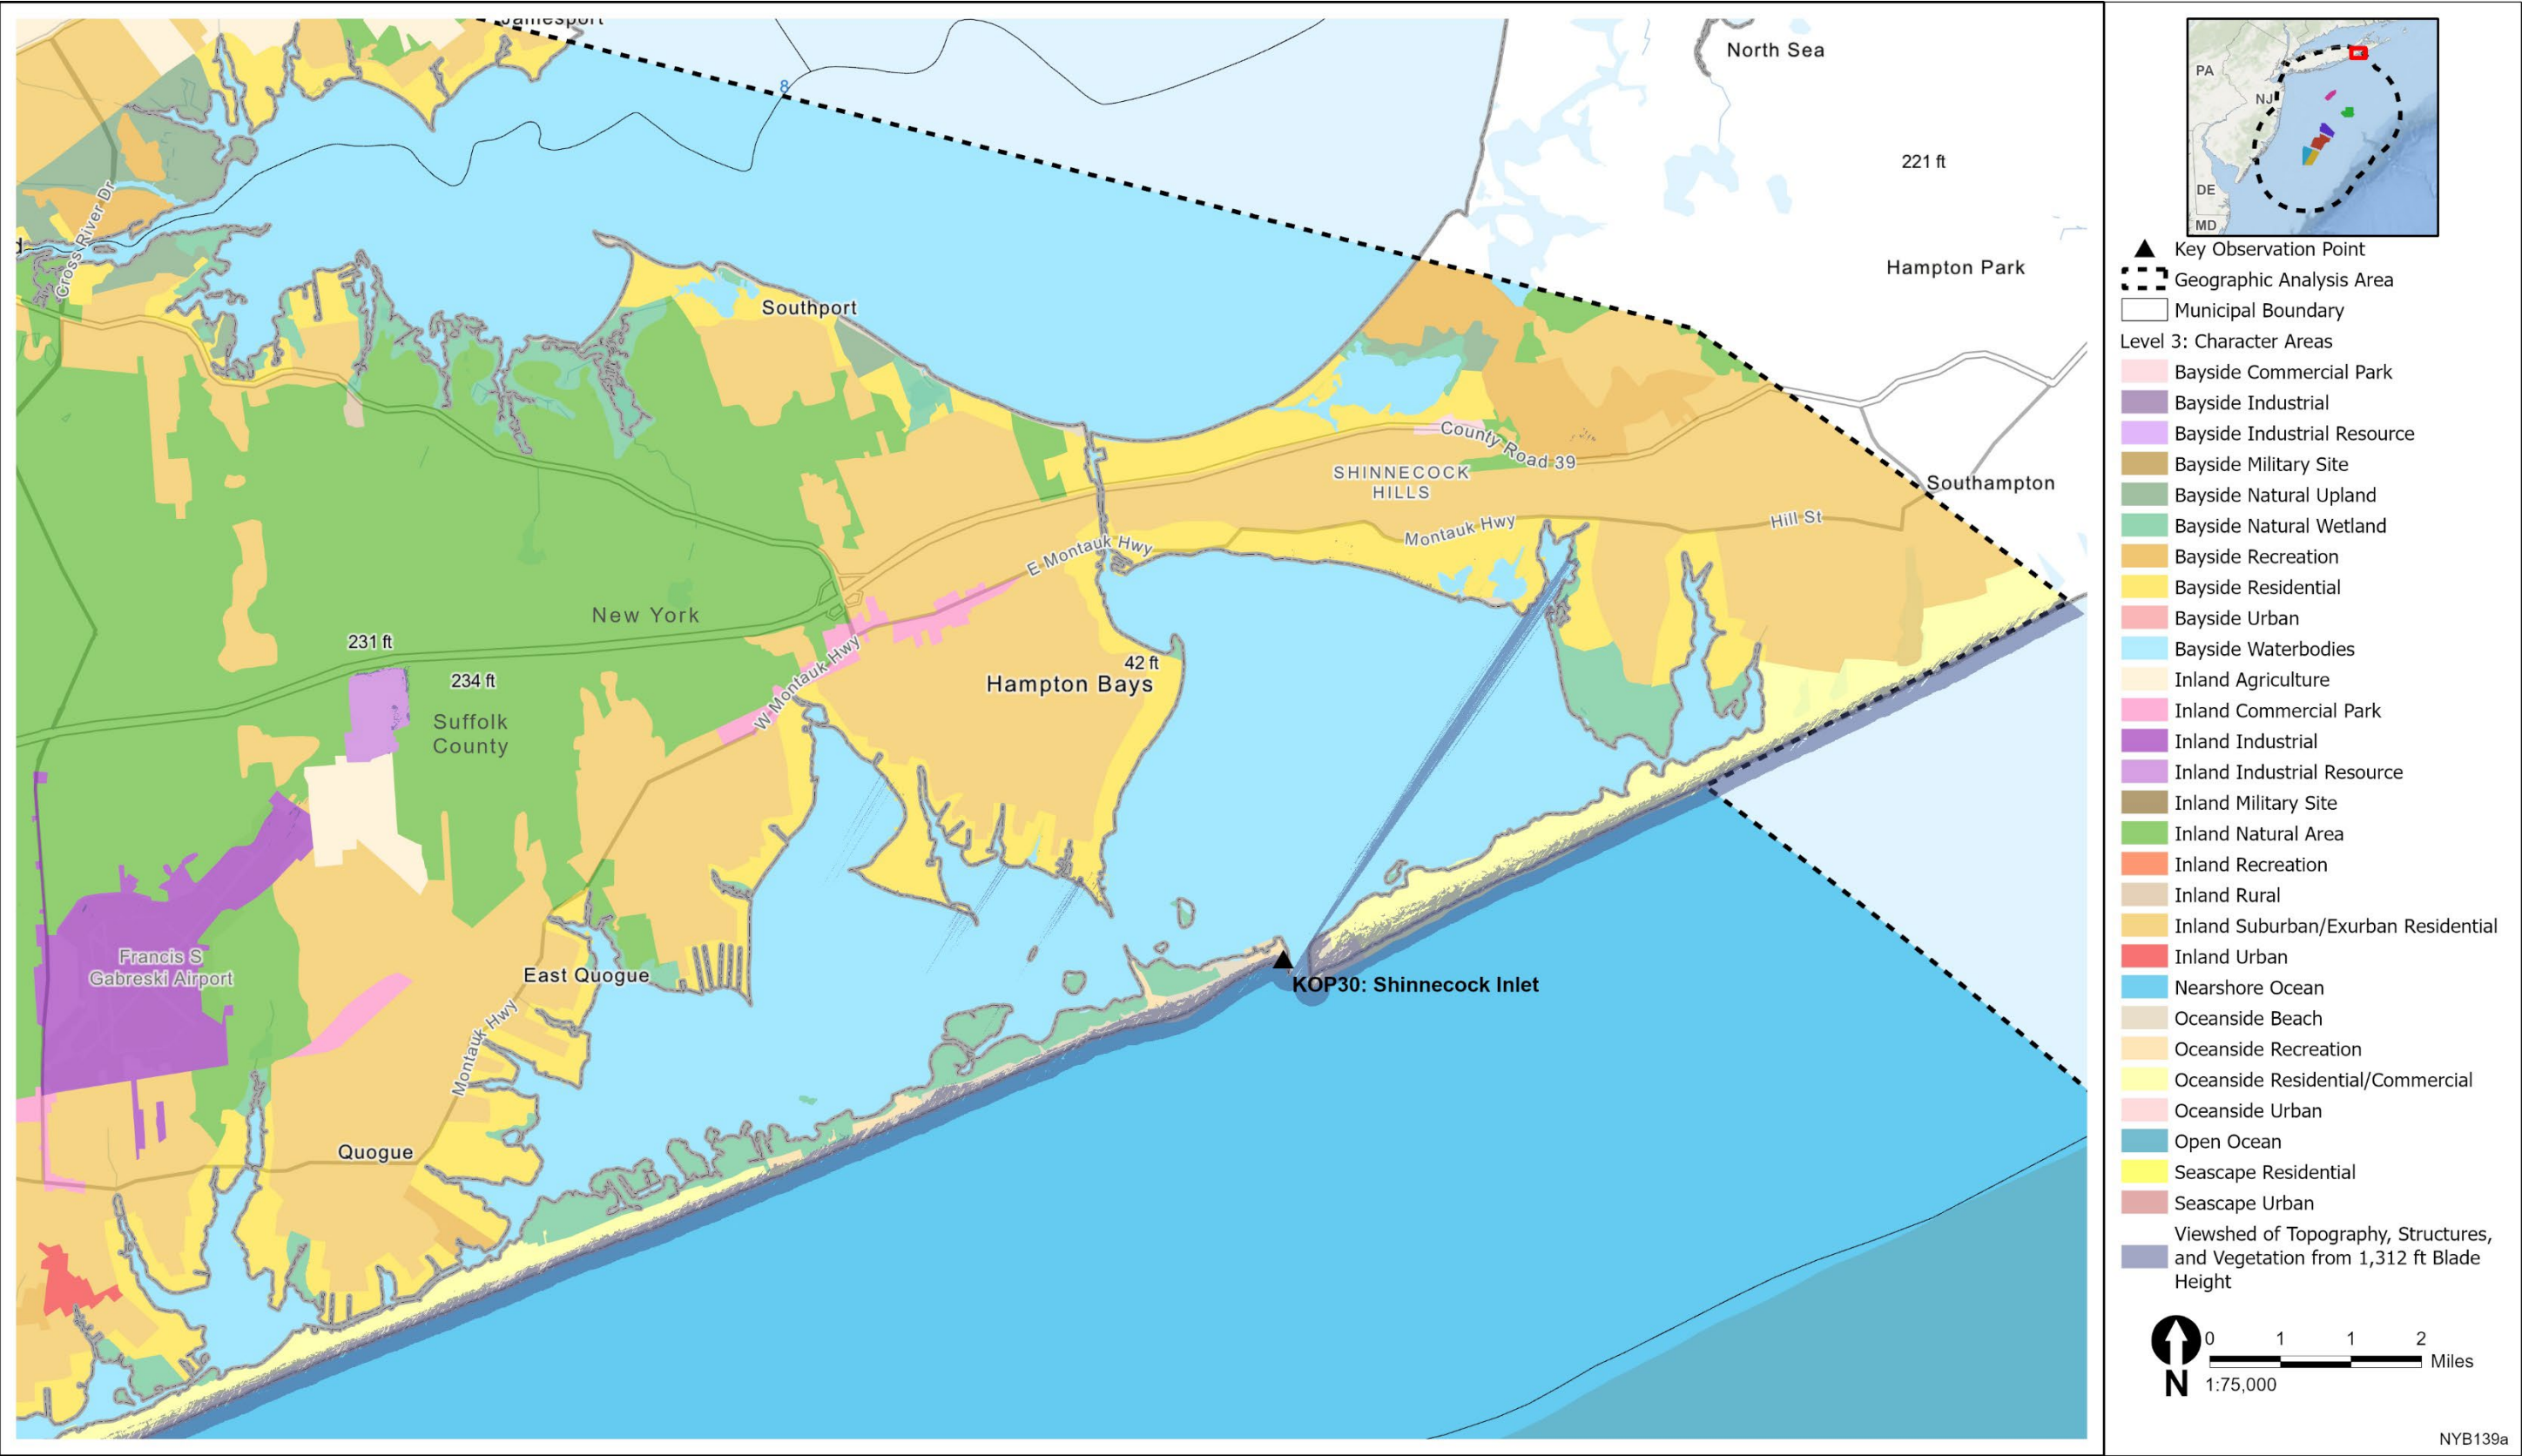 Jamesport
North Sea
8
221 ft
Cross River Dr
d
Hampton Park
Southport
County Road 39
SHINNECOCK
HILLS
Southampton
Montauk Hwy
Hill St
E Montauk Hwy
New York
231 ft
234 ft
W Montauk Hwy
42 ft
Hampton Bays
Suffolk
County
Francis S
Gabreski Airport
East Quogue
KOP30: Shinnecock Inlet
Montauk Hwy
Quogue
PA
NJ
DE
MD
Key Observation Point
Geographic Analysis Area
Municipal Boundary
Level 3: Character Areas
Bayside Commercial Park
Bayside Industrial
Bayside Industrial Resource
Bayside Military Site
Bayside Natural Upland
Bayside Natural Wetland
Bayside Recreation
Bayside Residential
Bayside Urban
Bayside Waterbodies
Inland Agriculture
Inland Commercial Park
Inland Industrial
Inland Industrial Resource
Inland Military Site
Inland Natural Area
Inland Recreation
Inland Rural
Inland Suburban/Exurban Residential
Inland Urban
Nearshore Ocean
Oceanside Beach
Oceanside Recreation
Oceanside Residential/Commercial
Oceanside Urban
Open Ocean
Seascape Residential
Seascape Urban
Viewshed of Topography, Structures,
and Vegetation from 1,312 ft Blade
Height
0 1 1 2
Miles
N
1:75,000
NYB139a